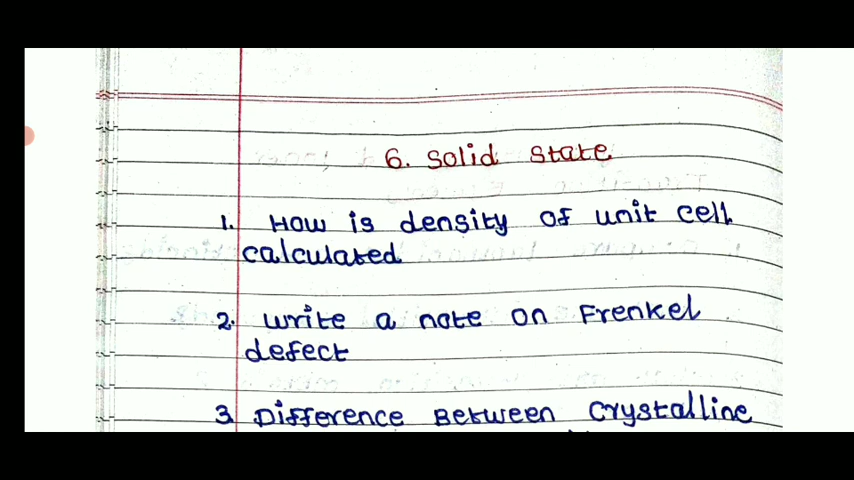 6. Solid state
1. How is density of unit cell
calculated
2. Write a note on Frenkel
defect
3 Difference Between Crystalline